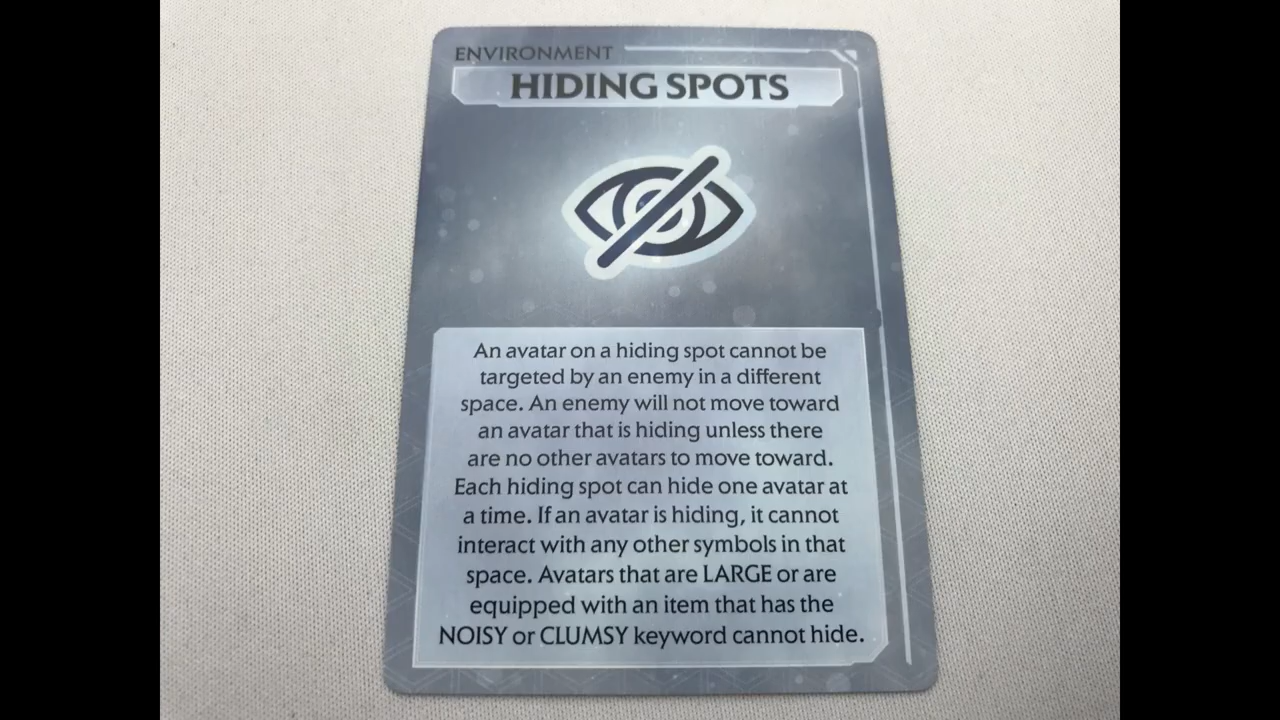 ENVIRONMENT
HIDING SPOTS
An avatar on a hiding spot cannot be
targeted by an enemy in a different
space. An enemy will not move toward
an avatar that is hiding unless there
are no other avatars to move toward.
Each hiding spot can hide one avatar at
a time. If an avatar is hiding, it cannot
interact with any other symbols in that
space. Avatars that are LARGE or are
equipped with an item that has the
NOISY or CLUMSY keyword cannot hide.